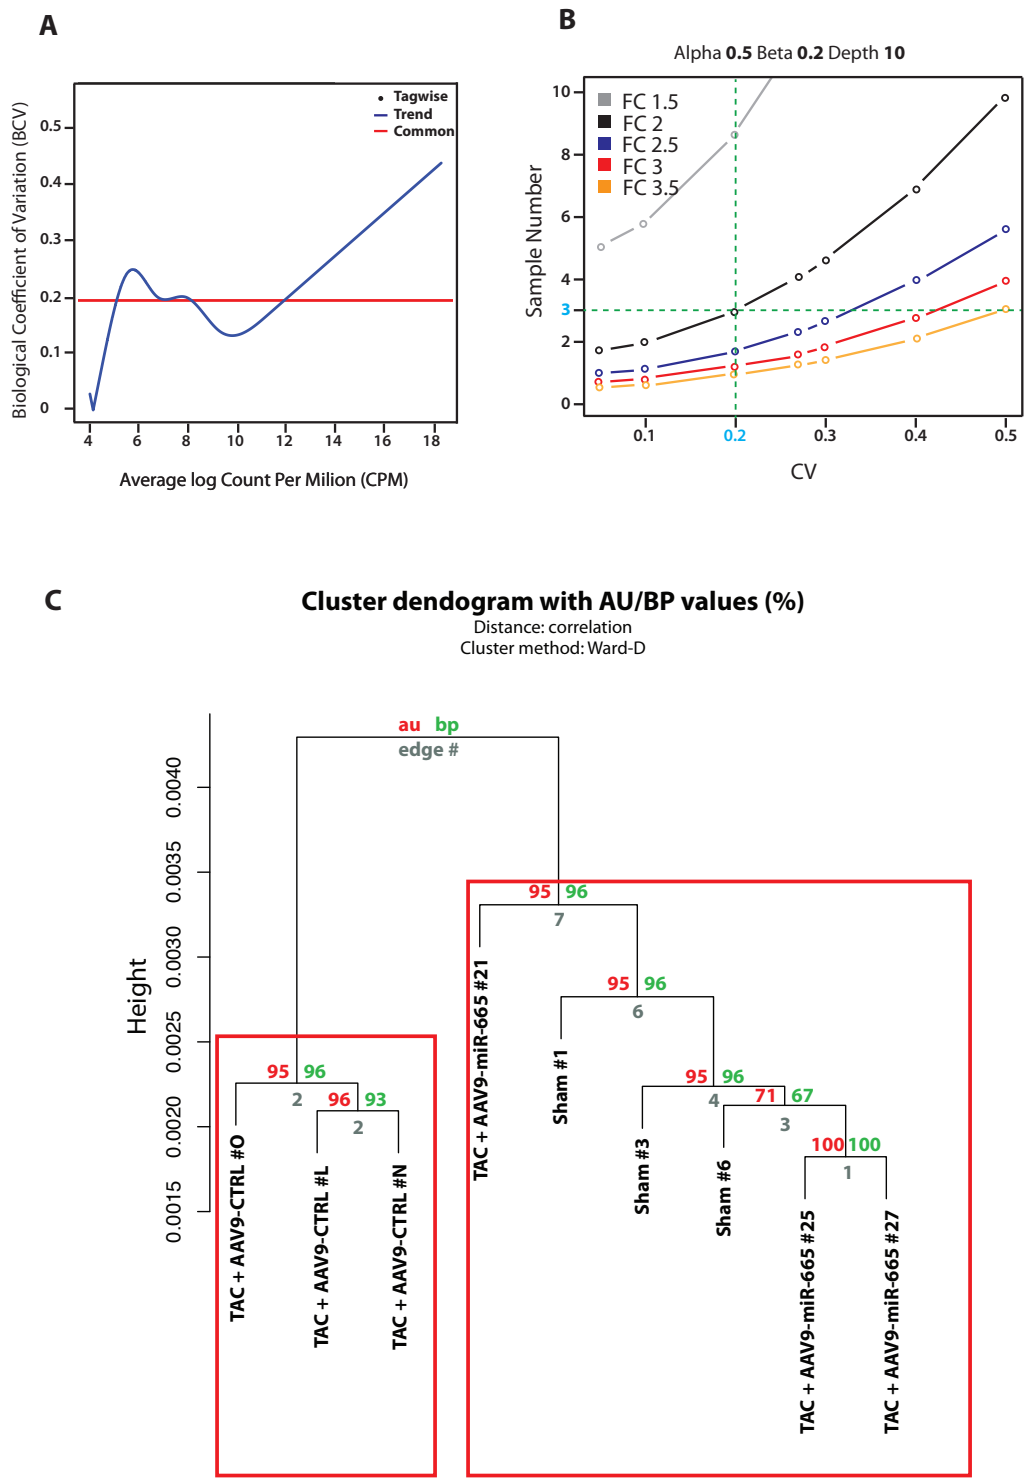 A
Tagwise
Trend
Common
Biological Coefficient of Variation (BCV)
0.5
0.4
0.3
0.2
0.1
0
4 6 8 10 12 14 16 18
Average log Count Per Milion (CPM)
B
Alpha 0.5 Beta 0.2 Depth 10
FC 1.5
FC 2
FC 2.5
FC 3
FC 3.5
Sample Number
10
8
6
4
3
2
0
0.1 0.2 0.3 0.4 0.5
CV
C
Cluster dendogram with AU/BP values (%)
Distance: correlation
Cluster method: Ward-D
au bp
edge #
Height
0.0040
0.0035
0.0030
0.0025
0.0020
0.0015
95 96
7
95 96
6
95 96
4
71 67
3
100 100
1
95 96
2
96 93
2
TAC + AAV9-CTRL #O
TAC + AAV9-CTRL #L
TAC + AAV9-CTRL #N
TAC + AAV9-miR-665 #21
Sham #1
Sham #3
Sham #6
TAC + AAV9-miR-665 #25
TAC + AAV9-miR-665 #27